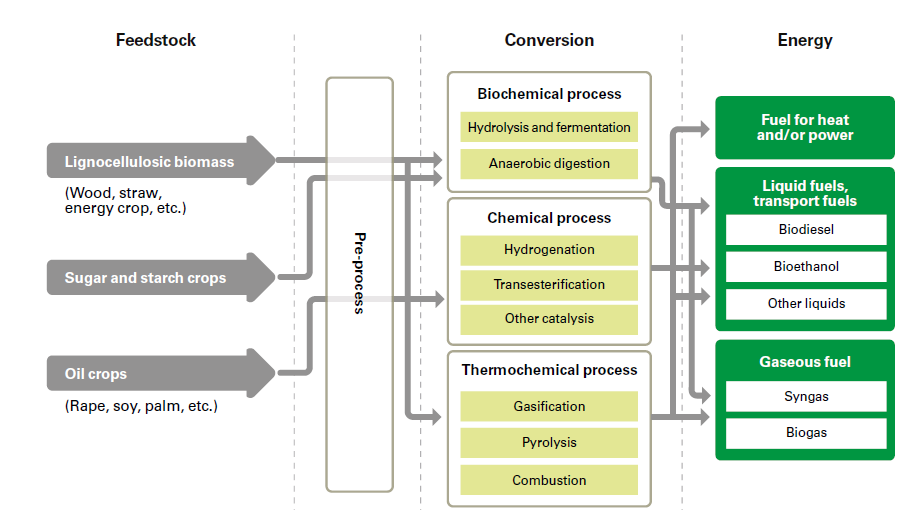 Feedstock
Conversion
Energy
Lignocellulosic biomass
(Wood, straw,
energy crop, etc.)
Sugar and starch crops
Oil crops
(Rape, soy, palm, etc.)
Pre-process
Biochemical process
Hydrolysis and fermentation
Anaerobic digestion
Chemical process
Hydrogenation
Transesterification
Other catalysis
Thermochemical process
Gasification
Pyrolysis
Combustion
Fuel for heat
and/or power
Liquid fuels,
transport fuels
Biodiesel
Bioethanol
Other liquids
Gaseous fuel
Syngas
Biogas